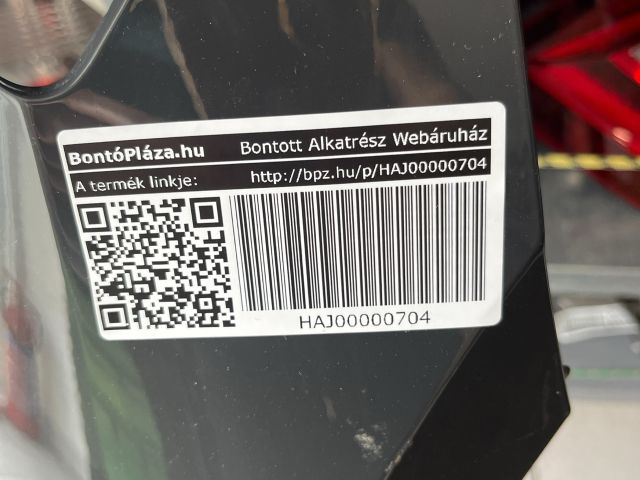 BontóPláza.hu Bontott Alkatrész Webáruház
A termék linkje: http://bpz.hu/p/HAJ00000704
HAJ00000704